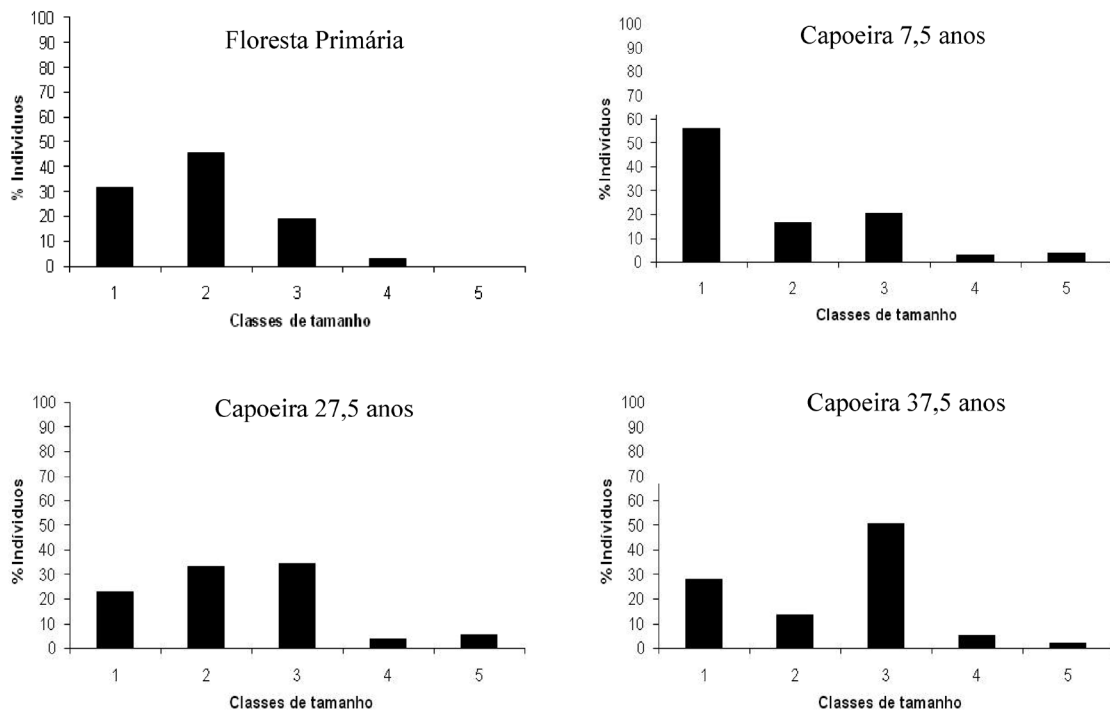 Floresta Primária
100
90
80
70
60
50
40
30
20
10
0
% Individuos
1 2 3 4 5
Classes de tamanho
Capoeira 7,5 anos
100
90
80
70
60
50
40
30
20
10
0
% Indivíduos
1 2 3 4 5
Classes de tamanho
Capoeira 27,5 anos
100
90
80
70
60
50
40
30
20
10
0
% Indivíduos
1 2 3 4 5
Classes de tamanho
Capoeira 37,5 anos
100
90
80
70
60
50
40
30
20
10
0
% Indivíduos
1 2 3 4 5
Classes de tamanho